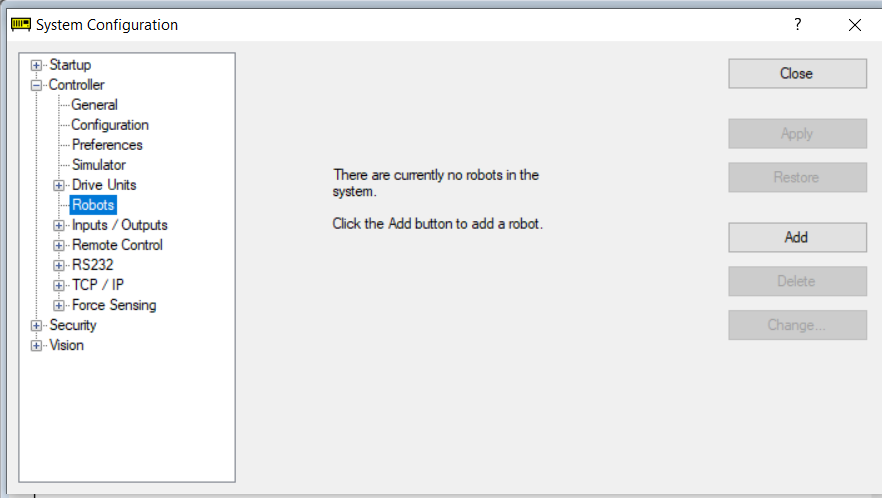 System Configuration
?
Startup
Controller
General
Configuration
Preferences
Simulator
Drive Units
Robots
Inputs / Outputs
Remote Control
RS232
TCP / IP
Force Sensing
Security
Vision
There are currently no robots in the
system.
Click the Add button to add a robot.
Close
Apply
Restore
Add
Delete
Change...